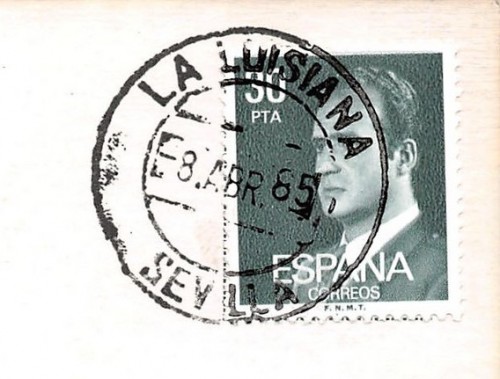 LA LUISIANA
30
PTA
8.ABR.85
SEVILLA
ESPAÑA
CORREOS
F.N.M.T.